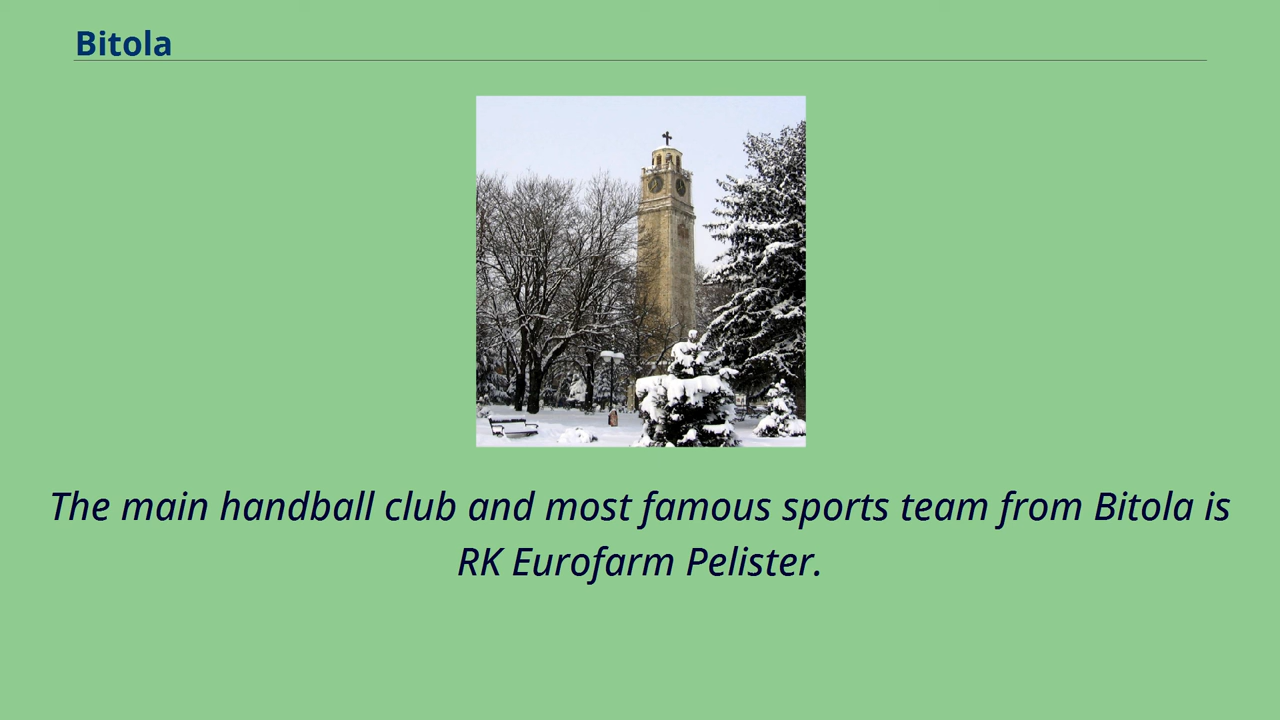 Bitola
The main handball club and most famous sports team from Bitola is
RK Eurofarm Pelister.